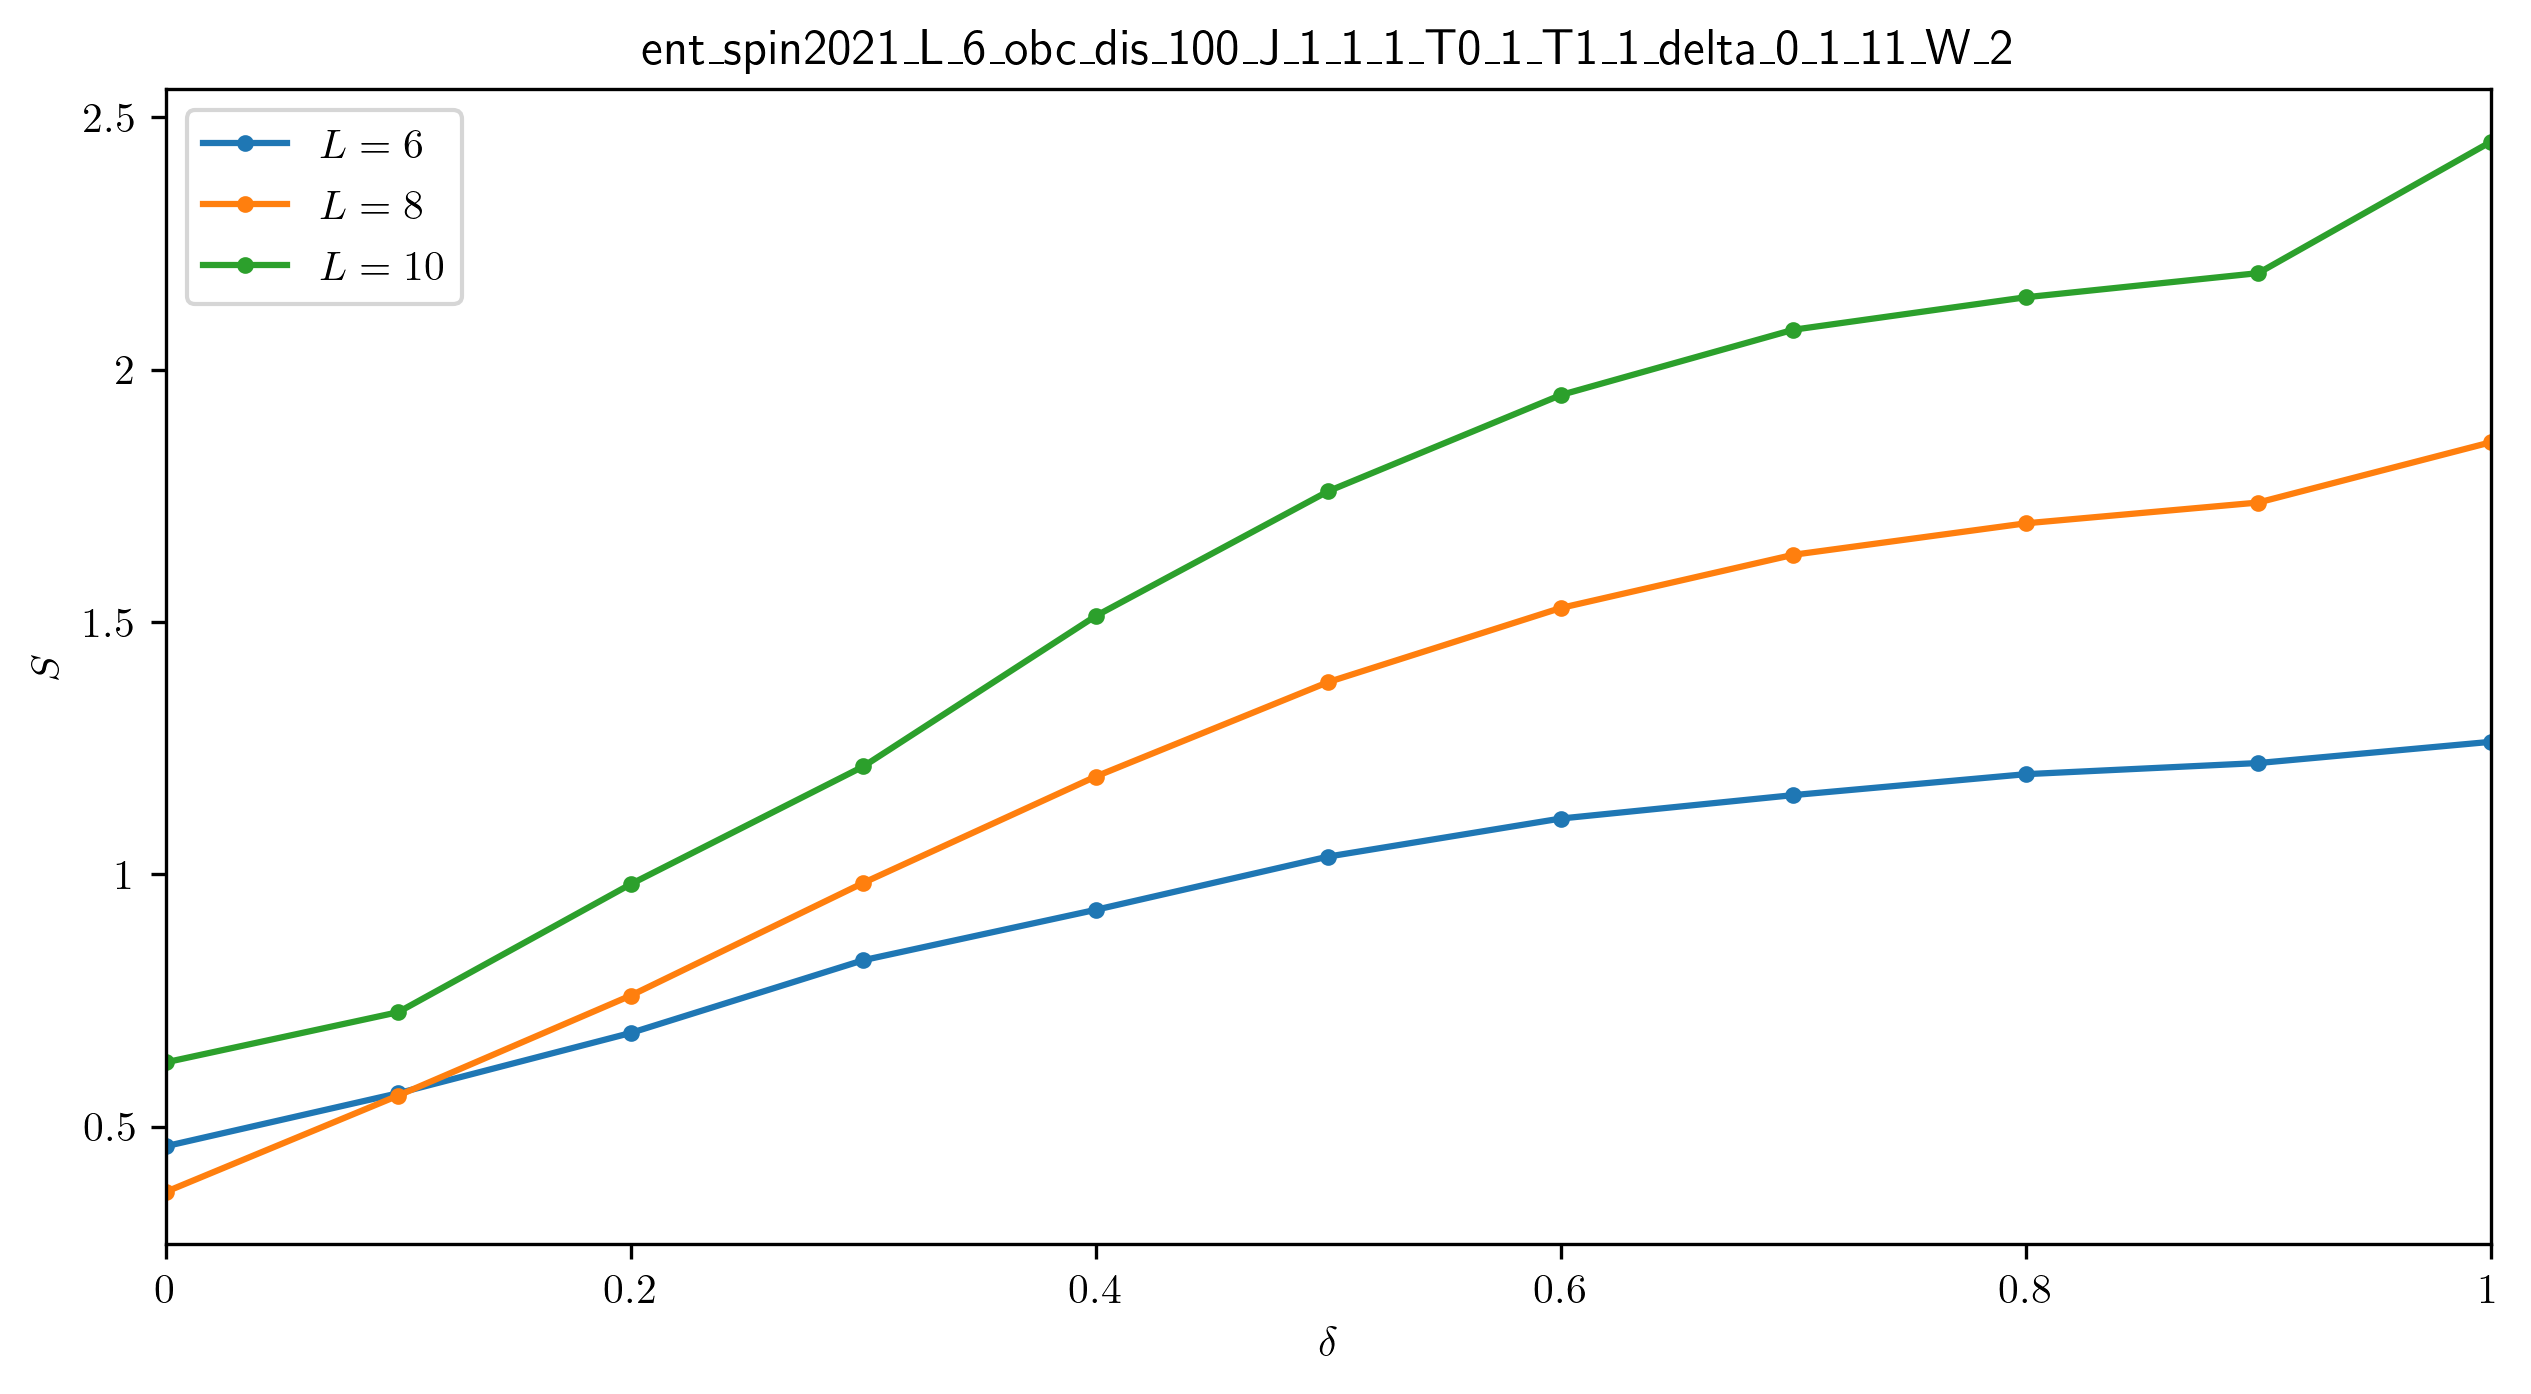 ent_spin2021_L_6_obc_dis_100_J_1_1_1_T0_1_T1_1_delta_0_1_11_W_2
2.5
2
1.5
1
0.5
S
L = 6
L = 8
L = 10
0 0.2 0.4 0.6 0.8 1
δ